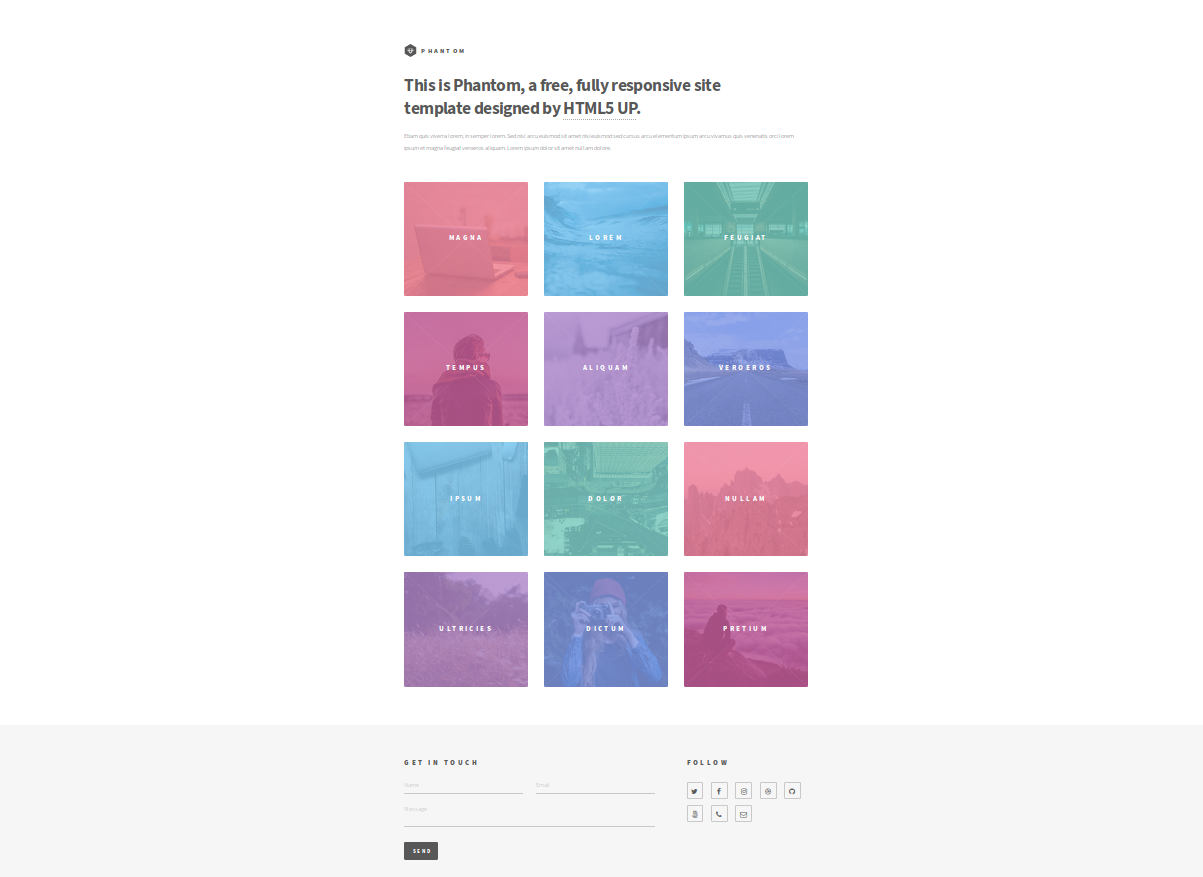 PHANTOM
This is Phantom, a free, fully responsive site
template designed by HTML5 UP.
Etiam quis viverra lorem, in semper lorem. Sed nisl arcu euismod sit amet nisi euismod sed cursus arcu elementum ipsum arcu vivamus quis venenatis orci lorem
ipsum et magna feugiat veroeros aliquam. Lorem ipsum dolor sit amet nullam dolore.
MAGNA
LOREM
FEUGIAT
TEMPUS
ALIQUAM
VEROEROS
IPSUM
DOLOR
NULLAM
ULTRICIES
DICTUM
PRETIUM
GET IN TOUCH
FOLLOW
Name
Email
Message
SEND